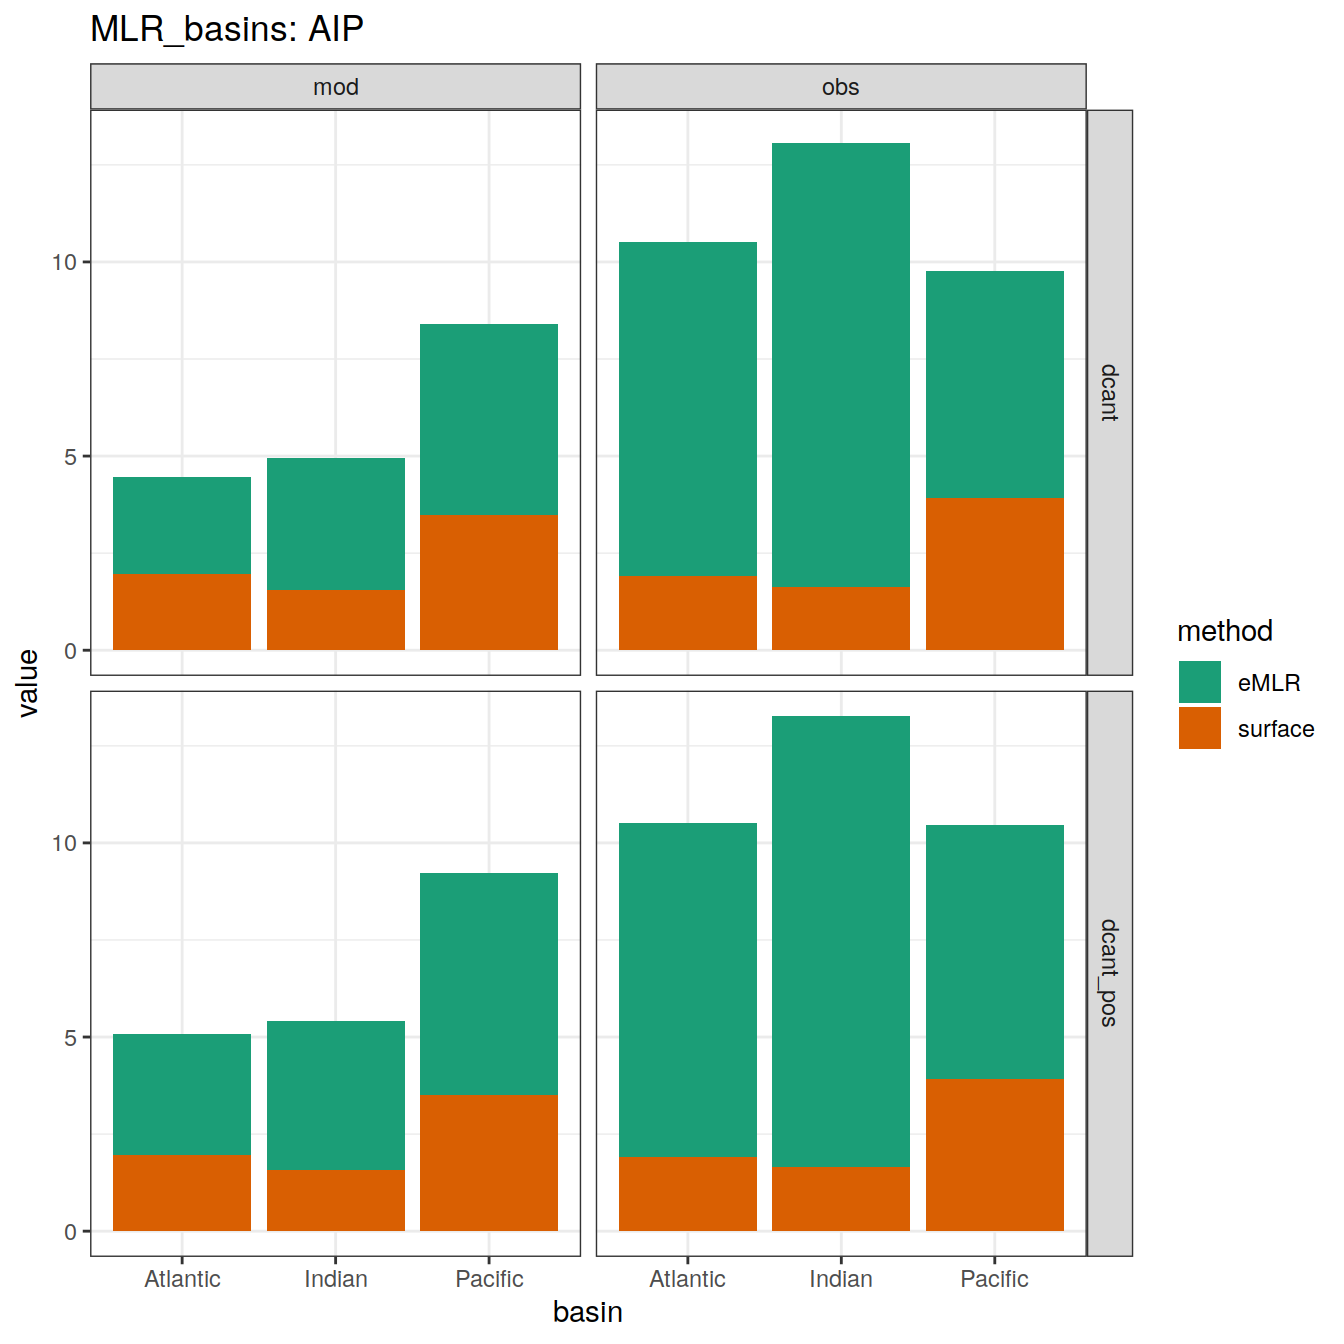 MLR_basins: AIP
mod
obs
10
5
0
dcant
10
5
0
dcant_pos
value
Atlantic
Indian
Pacific
Atlantic
Indian
Pacific
basin
method
eMLR
surface